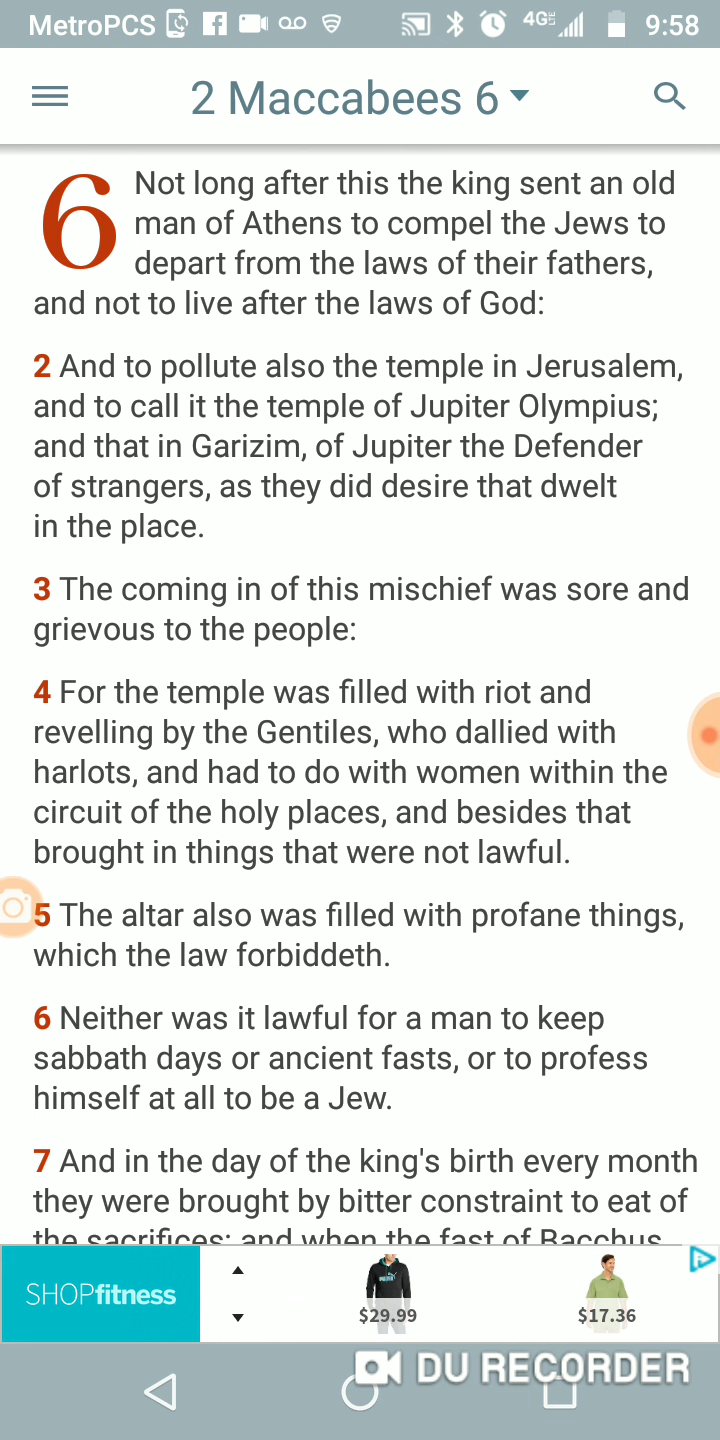 MetroPCS 4G LTE 9:58
2 Maccabees 6
6 Not long after this the king sent an old
man of Athens to compel the Jews to
depart from the laws of their fathers,
and not to live after the laws of God:
2 And to pollute also the temple in Jerusalem,
and to call it the temple of Jupiter Olympius;
and that in Garizim, of Jupiter the Defender
of strangers, as they did desire that dwelt
in the place.
3 The coming in of this mischief was sore and
grievous to the people:
4 For the temple was filled with riot and
revelling by the Gentiles, who dallied with
harlots, and had to do with women within the
circuit of the holy places, and besides that
brought in things that were not lawful.
5 The altar also was filled with profane things,
which the law forbiddeth.
6 Neither was it lawful for a man to keep
sabbath days or ancient fasts, or to profess
himself at all to be a Jew.
7 And in the day of the king's birth every month
they were brought by bitter constraint to eat of
the sacrifices; and when the fast of Bacchus
SHOPfitness
$29.99 $17.36
DU RECORDER